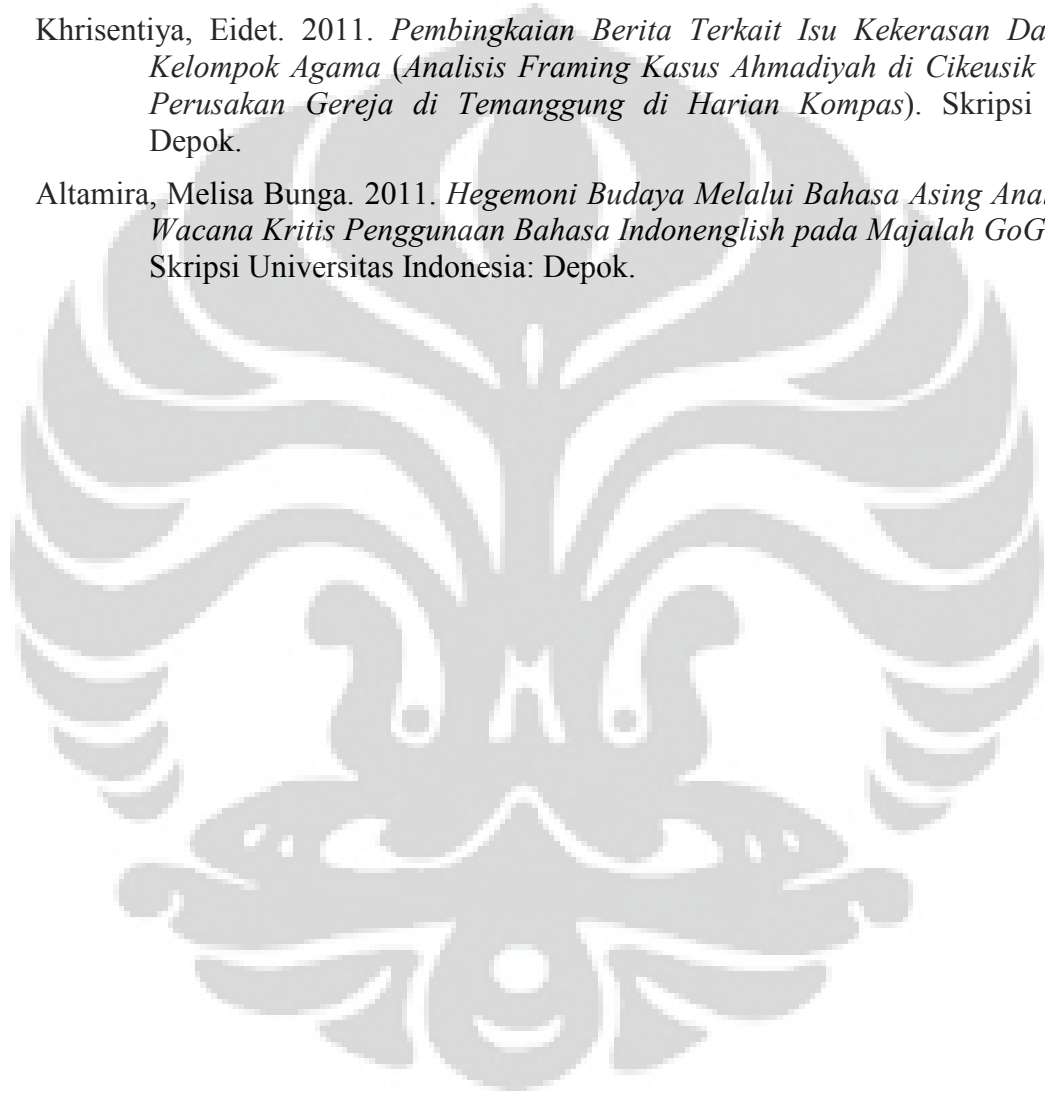 Khrisentiya, Eidet. 2011. Pembingkaian Berita Terkait Isu Kekerasan Da
Kelompok Agama (Analisis Framing Kasus Ahmadiyah di Cikeusik
Perusakan Gereja di Temanggung di Harian Kompas). Skripsi
Depok.
Altamira, Melisa Bunga. 2011. Hegemoni Budaya Melalui Bahasa Asing Anal
Wacana Kritis Penggunaan Bahasa Indonenglish pada Majalah GoG
Skripsi Universitas Indonesia: Depok.